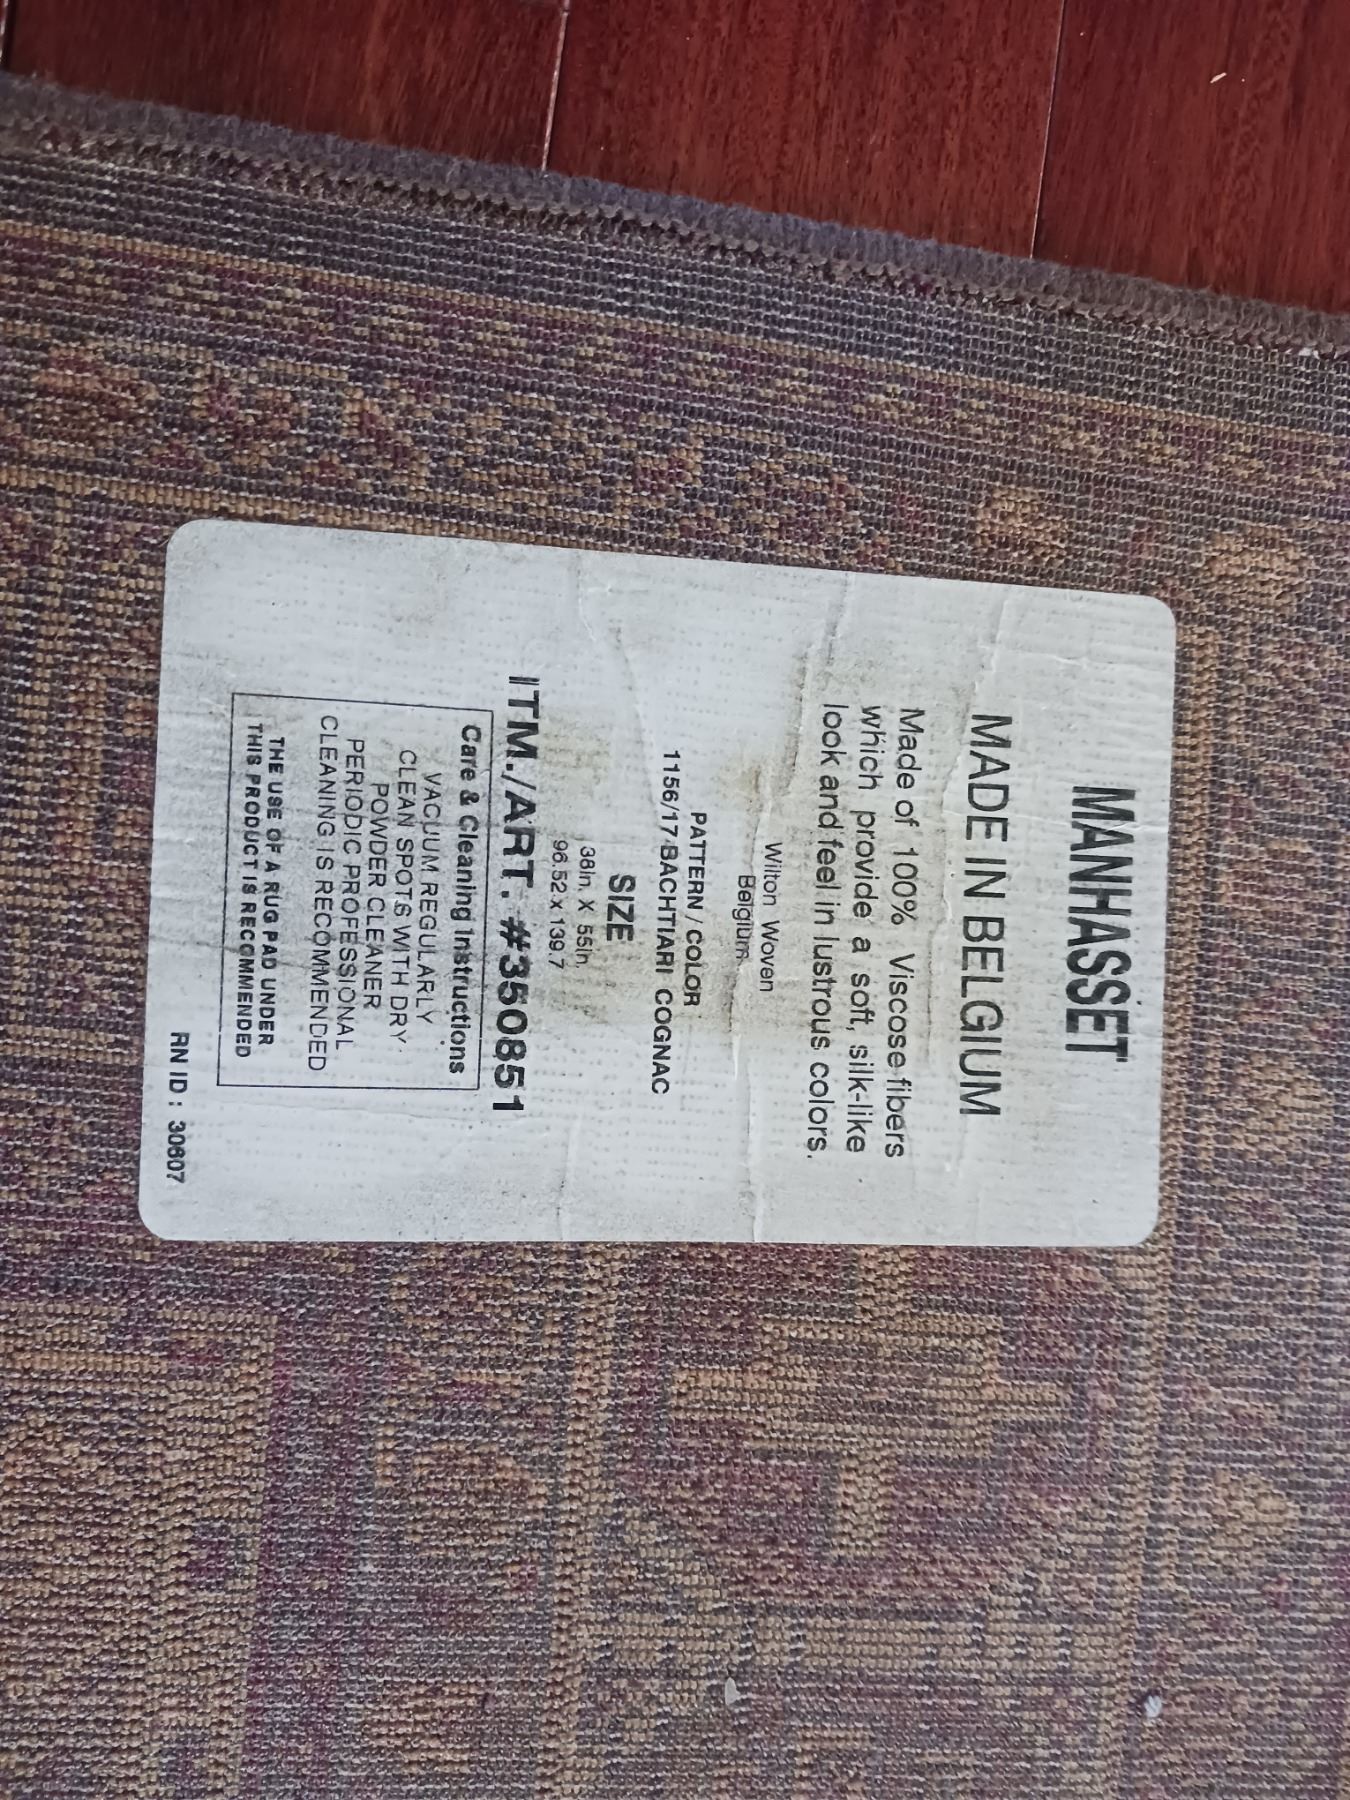 MANHASSET
MADE IN BELGIUM
Made of 100% Viscose fibers
which provide a soft, silk-like
look and feel in lustrous colors.
Wilton Woven
Belgium
PATTERN / COLOR
1156/17 BACHTIARI COGNAC
SIZE
38in. X 55in.
96.52 x 139.7
ITM./ART. #350851
Care & Cleaning Instructions
VACUUM REGULARLY
CLEAN SPOTS WITH DRY
POWDER CLEANER
PERIODIC PROFESSIONAL
CLEANING IS RECOMMENDED
THE USE OF A RUG PAD UNDER
THIS PRODUCT IS RECOMMENDED
RN ID : 30607